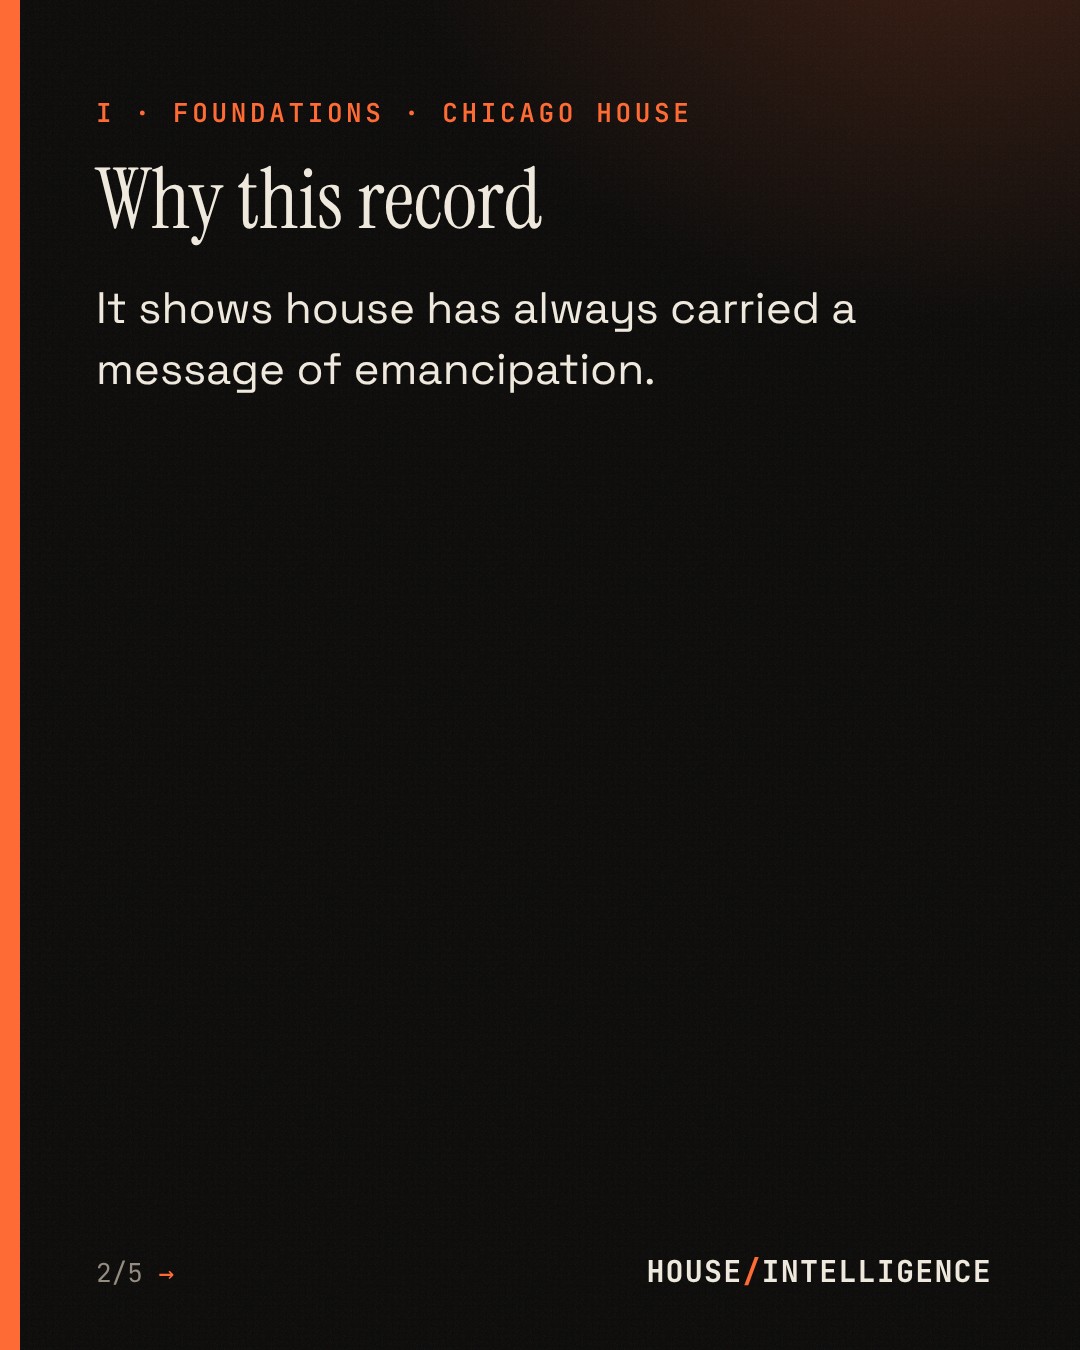 I · FOUNDATIONS · CHICAGO HOUSE
Why this record
It shows house has always carried a
message of emancipation.
2/5 →
HOUSE/INTELLIGENCE